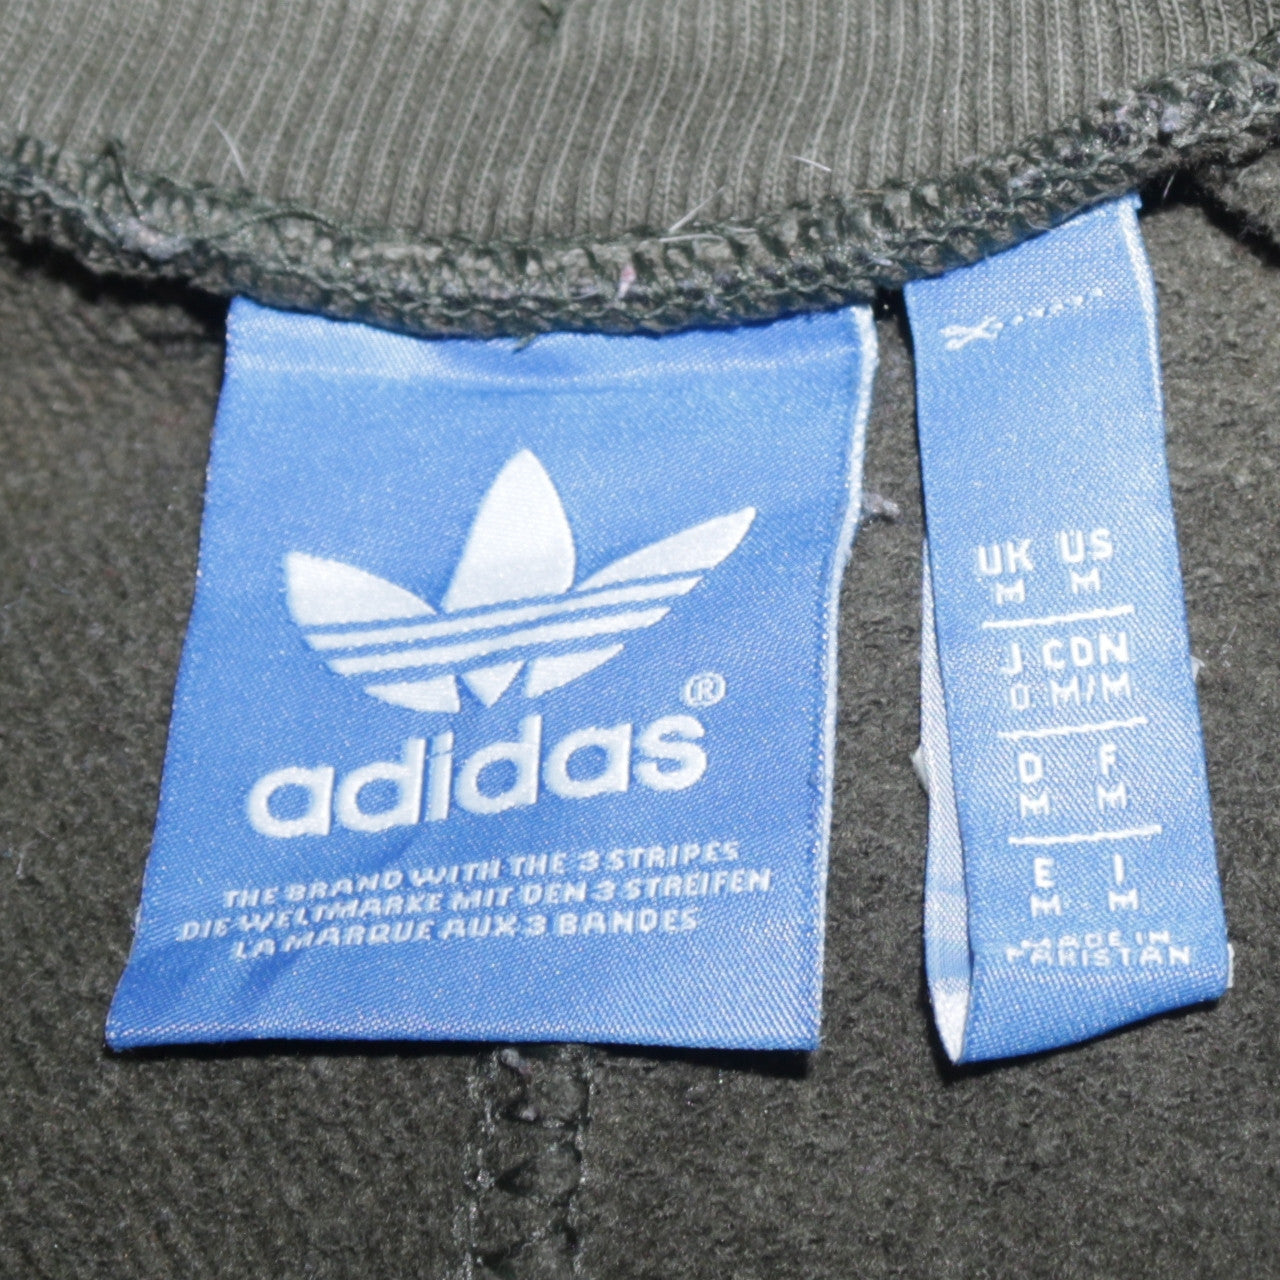 adidas®
THE BRAND WITH THE 3 STRIPES
DIE WELTMARKE MIT DEN 3 STREIFEN
LA MARQUE AUX 3 BANDES
UK US
M M
J CDN
O M/M
D F
M M
E I
M M
MADE IN
PAKISTAN